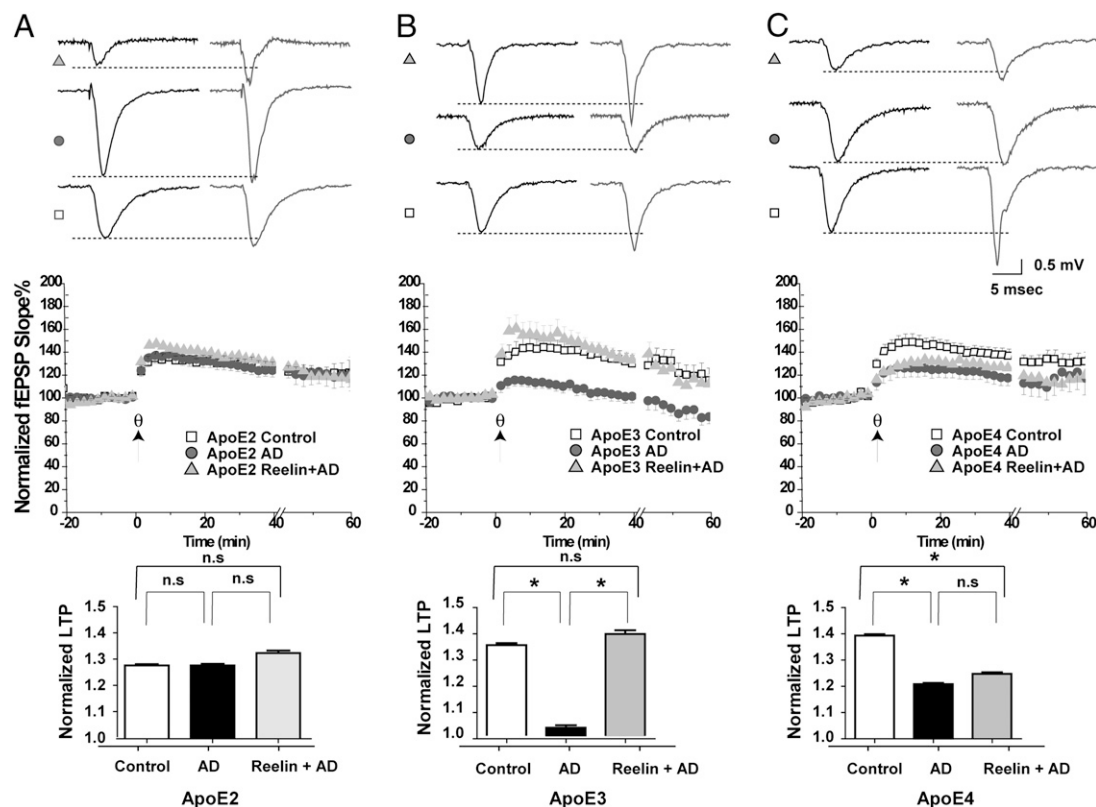 A
B
C
0.5 mV
5 msec
Normalized fEPSP Slope%
200
180
160
140
120
100
80
60
40
20
0
θ
ApoE2 Control
ApoE2 AD
ApoE2 Reelin+AD
-20
0
20
40
60
Time (min)
200
180
160
140
120
100
80
60
40
20
0
θ
ApoE3 Control
ApoE3 AD
ApoE3 Reelin+AD
-20
0
20
40
60
Time (min)
200
180
160
140
120
100
80
60
40
20
0
θ
ApoE4 Control
ApoE4 AD
ApoE4 Reelin+AD
-20
0
20
40
60
Time (min)
n.s
n.s
n.s
Normalized LTP
1.5
1.4
1.3
1.2
1.1
1.0
Control
AD
Reelin + AD
ApoE2
n.s
*
*
Normalized LTP
1.5
1.4
1.3
1.2
1.1
1.0
Control
AD
Reelin + AD
ApoE3
*
*
n.s
Normalized LTP
1.5
1.4
1.3
1.2
1.1
1.0
Control
AD
Reelin + AD
ApoE4